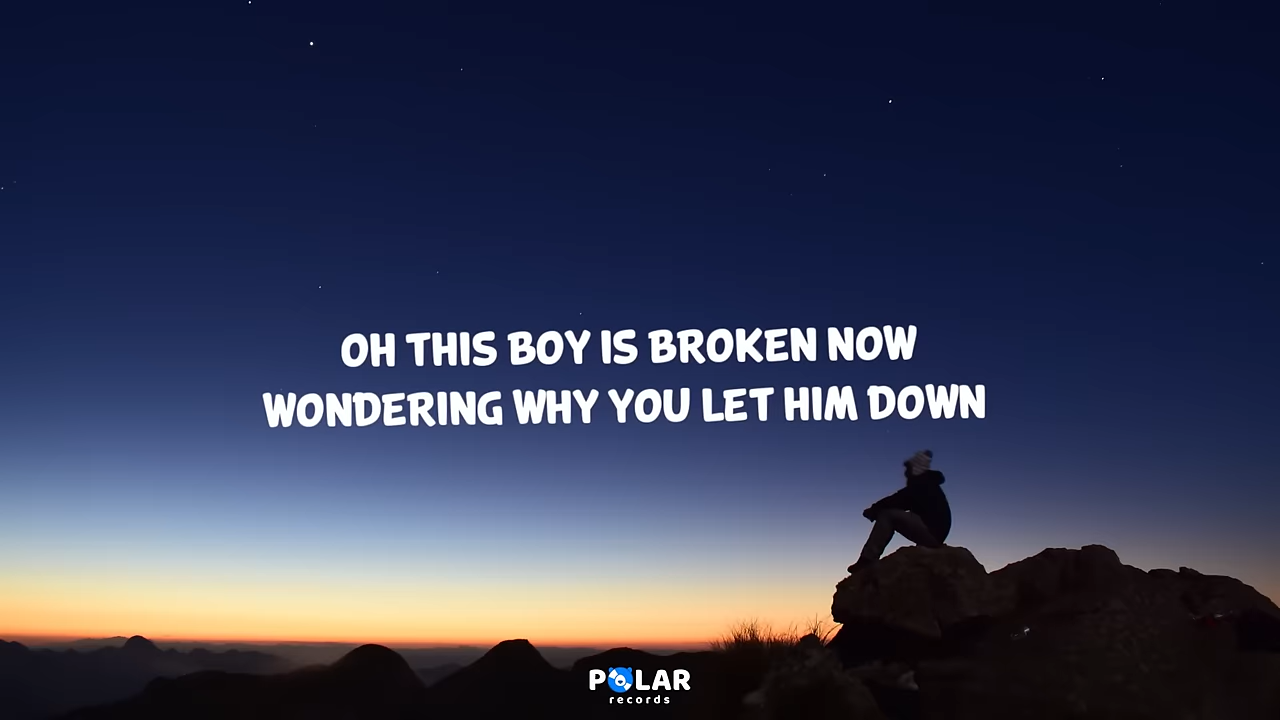 OH THIS BOY IS BROKEN NOW
WONDERING WHY YOU LET HIM DOWN
POLAR
records